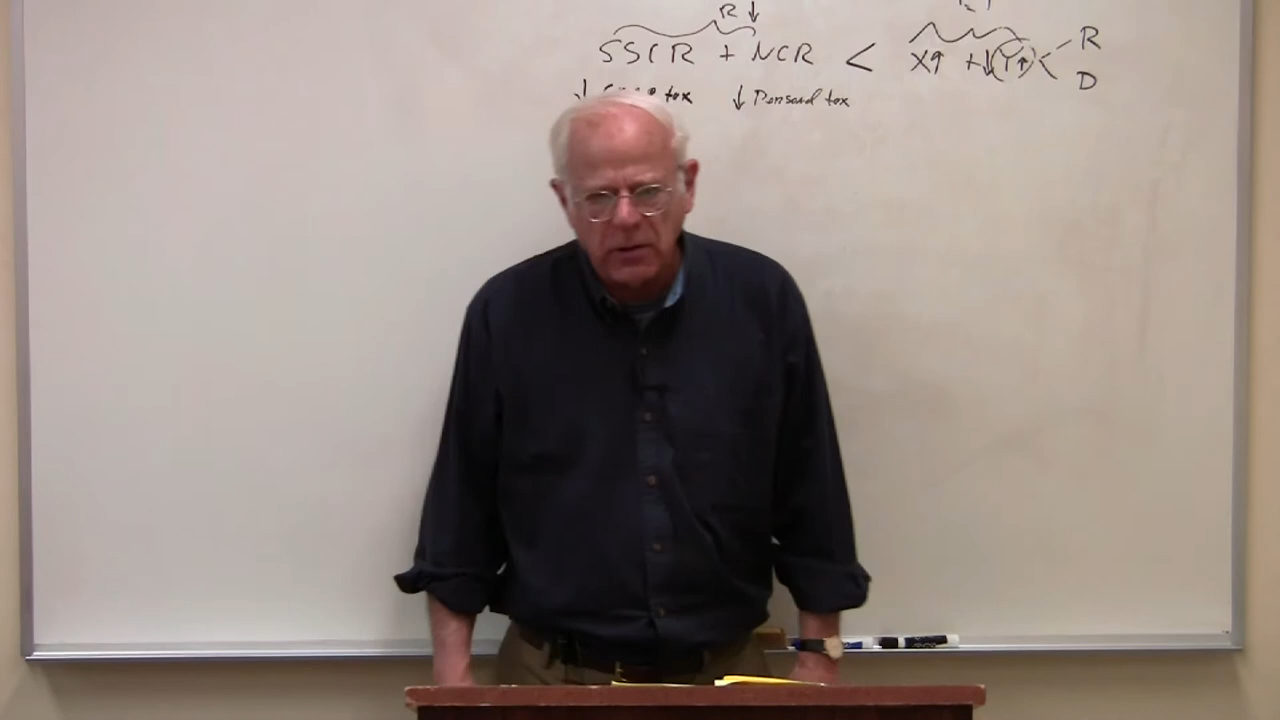 R ↓
SSCR + NCR < X↑ + ↓(T↑) R
D
↓ tax ↓ Personal tax